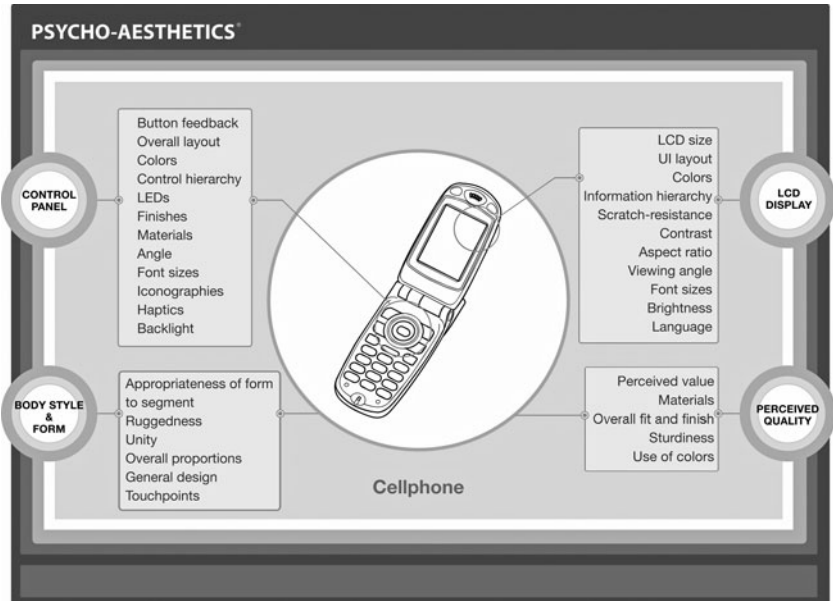 PSYCHO-AESTHETICS®
CONTROL
PANEL
Button feedback
Overall layout
Colors
Control hierarchy
LEDs
Finishes
Materials
Angle
Font sizes
Iconographies
Haptics
Backlight
LCD size
UI layout
Colors
Information hierarchy
Scratch-resistance
Contrast
Aspect ratio
Viewing angle
Font sizes
Brightness
Language
LCD
DISPLAY
BODY STYLE
&
FORM
Appropriateness of form
to segment
Ruggedness
Unity
Overall proportions
General design
Touchpoints
Perceived value
Materials
Overall fit and finish
Sturdiness
Use of colors
PERCEIVED
QUALITY
Cellphone